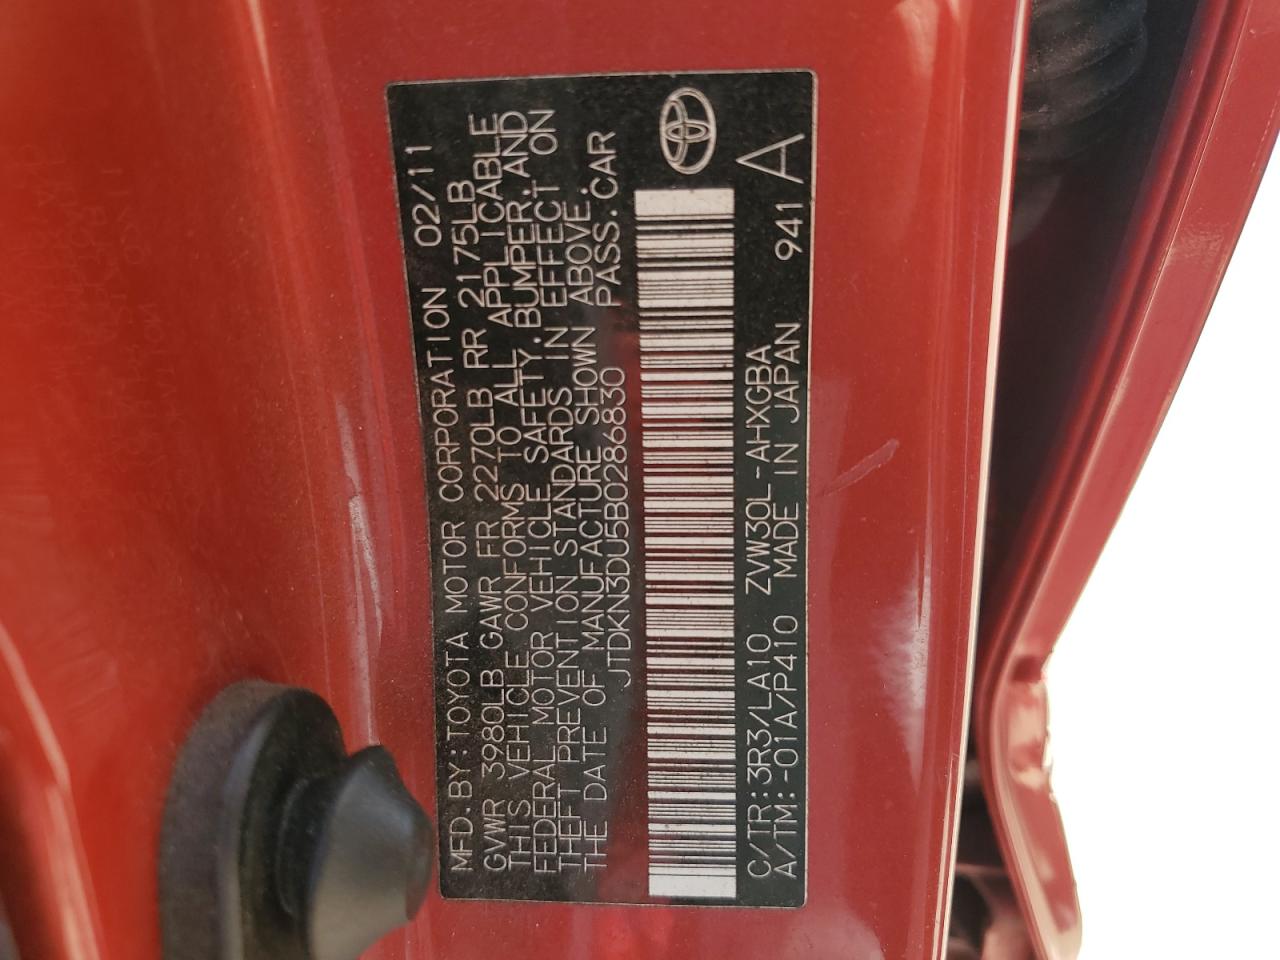 MFD.BY:TOYOTA MOTOR CORPORATION 02/11
GVWR 3980LB GAWR FR 2270LB RR 2175LB
THIS VEHICLE CONFORMS TO ALL APPLICABLE
FEDERAL MOTOR VEHICLE SAFETY, BUMPER, AND
THEFT PREVENTION STANDARDS IN EFFECT ON
THE DATE OF MANUFACTURE SHOWN ABOVE.
JTDKN3DU5B0286830 PASS.CAR
C/TR:3R3/LA10 ZVW30L-AHXGBA
A/TM:-01A/P410 MADE IN JAPAN 941 A